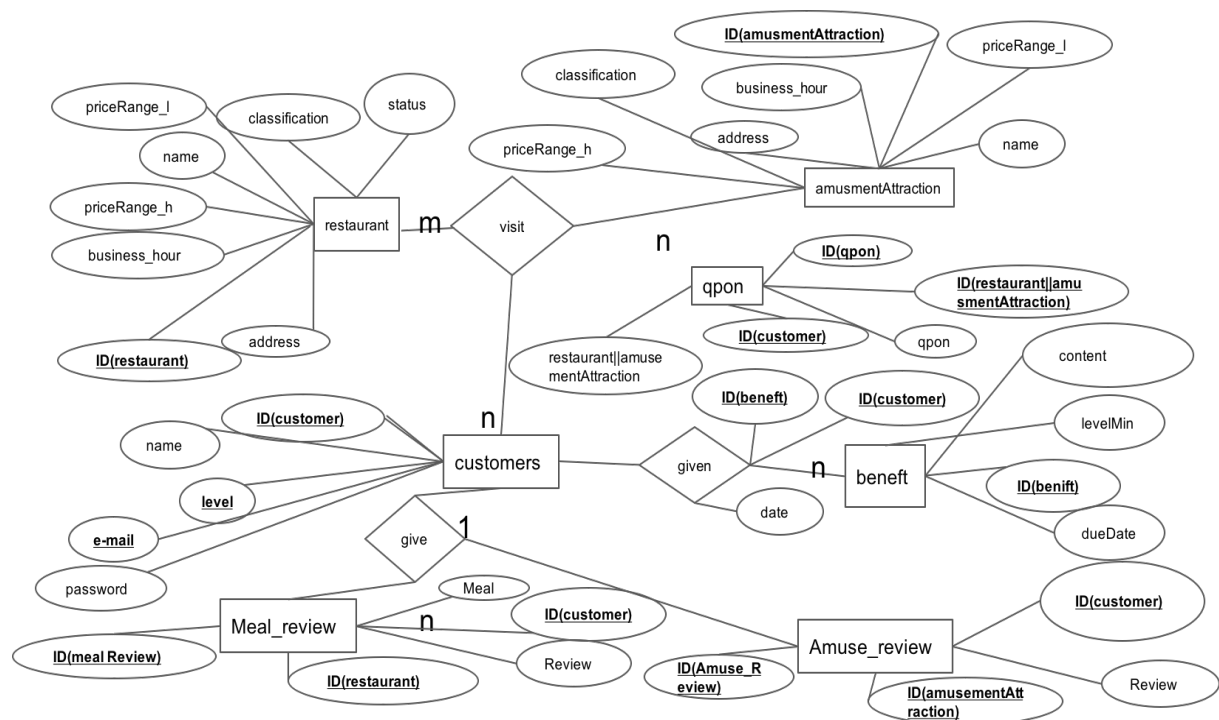 ID(amusmentAttraction)
priceRange_l
classification
business_hour
status
priceRange_l
classification
address
name
name
priceRange_h
amusmentAttraction
priceRange_h
restaurant
m
visit
n
business_hour
ID(qpon)
qpon
ID(restaurant||amu
smentAttraction)
ID(customer)
qpon
address
ID(restaurant)
restaurant||amuse
mentAttraction
content
ID(beneft)
ID(customer)
ID(customer)
n
levelMin
name
customers
given
n
beneft
ID(benift)
level
date
dueDate
e-mail
give
1
password
Meal
ID(customer)
ID(customer)
Meal_review
n
Amuse_review
ID(meal Review)
Review
ID(restaurant)
ID(Amuse_R
eview)
ID(amusementAtt
raction)
Review